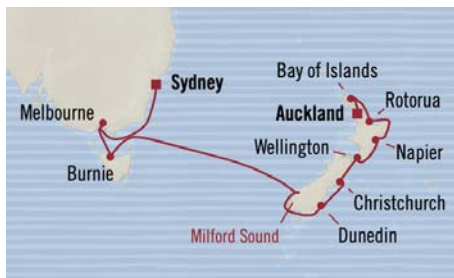 Bay of Islands
Sydney
Melbourne
Auckland
Rotorua
Wellington
Napier
Burnie
Christchurch
Milford Sound
Dunedin